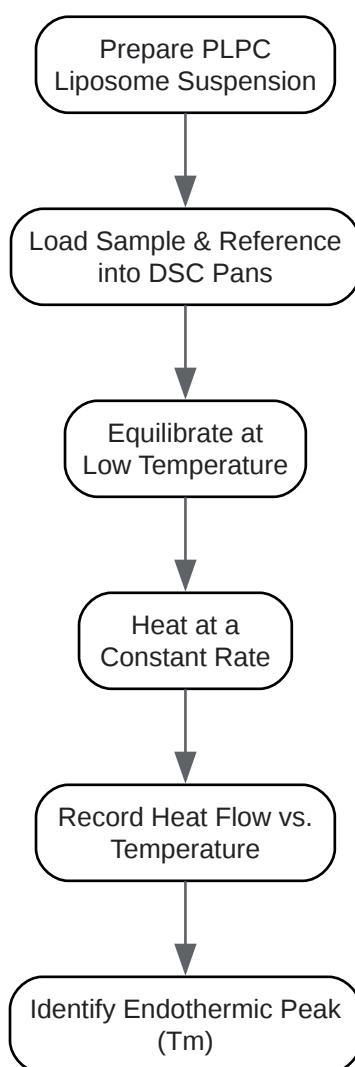 Prepare PLPC
Liposome Suspension
Load Sample & Reference
into DSC Pans
Equilibrate at
Low Temperature
Heat at a
Constant Rate
Record Heat Flow vs.
Temperature
Identify Endothermic Peak
(Tm)